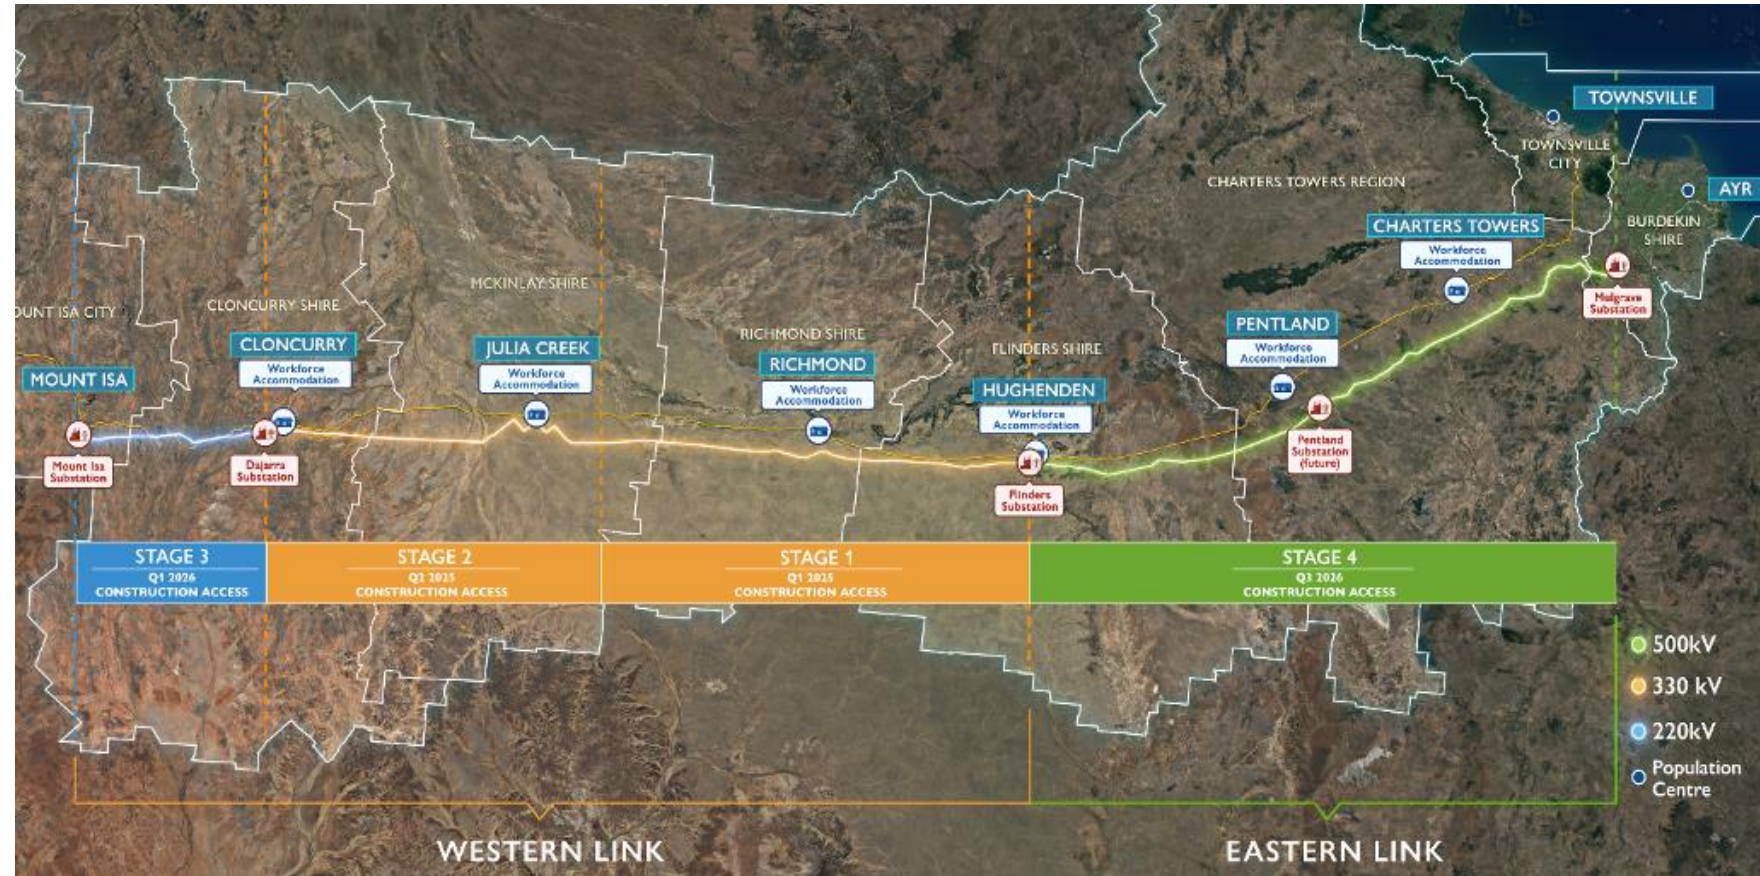 TOWNSVILLE
TOWNSVILLE
CITY
AYR
CHARTERS TOWERS REGION
CHARTERS TOWERS
Workforce
Accommodation
BURDEKIN
SHIRE
Mulgrave
Substation
MCKINLAY SHIRE
CLONCURRY SHIRE
OUNT ISA CITY
RICHMOND SHIRE
FLINDERS SHIRE
PENTLAND
Workforce
Accommodation
CLONCURRY
Workforce
Accommodation
JULIA CREEK
Workforce
Accommodation
RICHMOND
Workforce
Accommodation
HUGHENDEN
Workforce
Accommodation
MOUNT ISA
Mount Isa
Substation
Dajarra
Substation
Flinders
Substation
Pentland
Substation
(future)
STAGE 3
Q1 2026
CONSTRUCTION ACCESS
STAGE 2
Q2 2025
CONSTRUCTION ACCESS
STAGE 1
Q1 2025
CONSTRUCTION ACCESS
STAGE 4
Q3 2026
CONSTRUCTION ACCESS
500kV
330 kV
220kV
Population
Centre
WESTERN LINK
EASTERN LINK